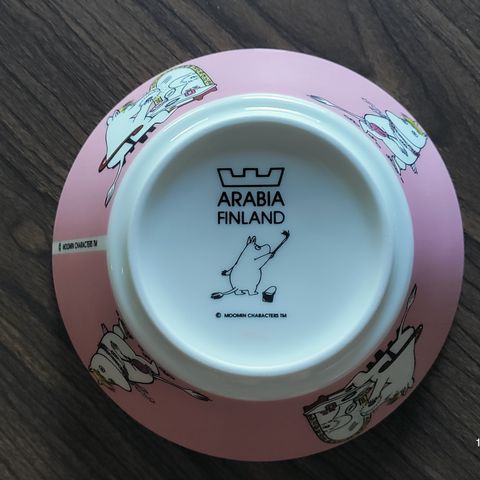 ARABIA
FINLAND
© MOOMIN CHARACTERS TM
© MOOMIN CHARACTERS TM